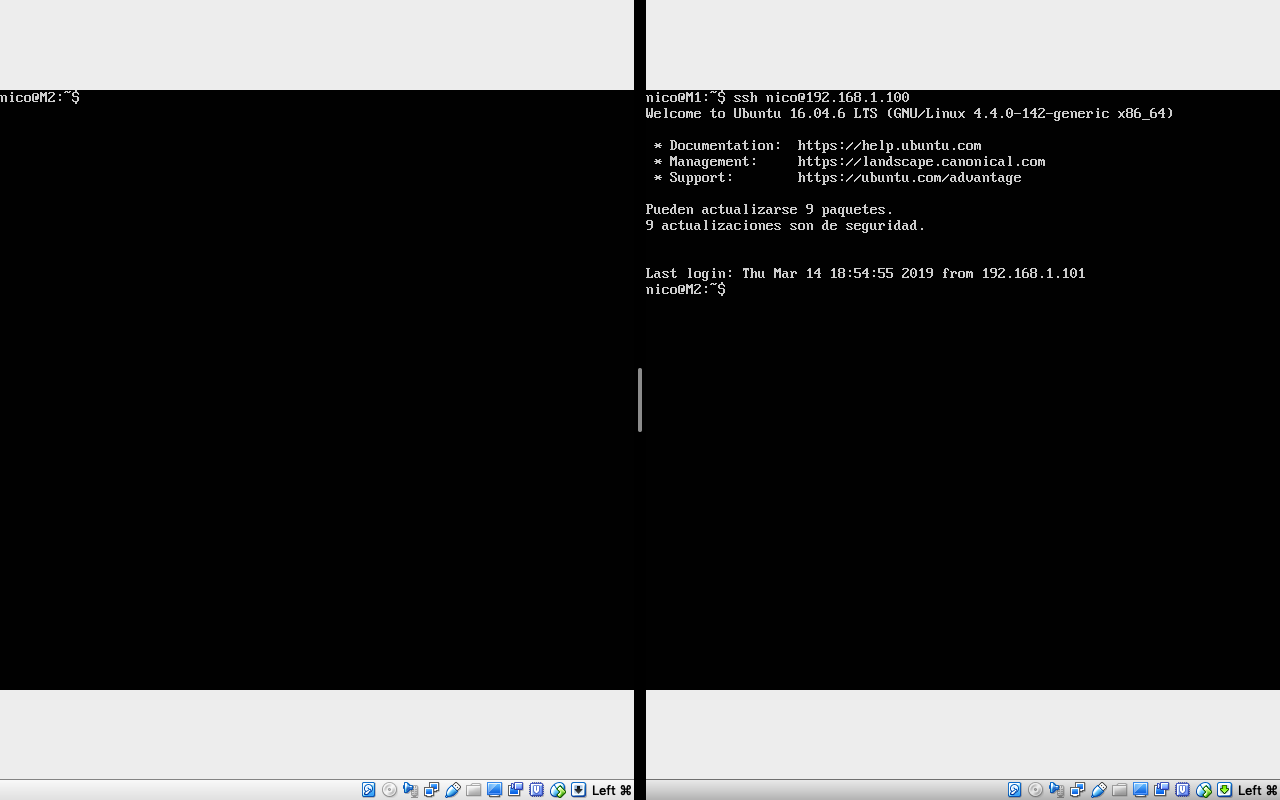 nico@M2:~$
nico@M1:~$ ssh nico@192.168.1.100
Welcome to Ubuntu 16.04.6 LTS (GNU/Linux 4.4.0-142-generic x86_64)
* Documentation:  https://help.ubuntu.com
* Management:     https://landscape.canonical.com
* Support:        https://ubuntu.com/advantage
Pueden actualizarse 9 paquetes.
9 actualizaciones son de seguridad.
Last login: Thu Mar 14 18:54:55 2019 from 192.168.1.101
nico@M2:~$
Left ⌘
Left ⌘